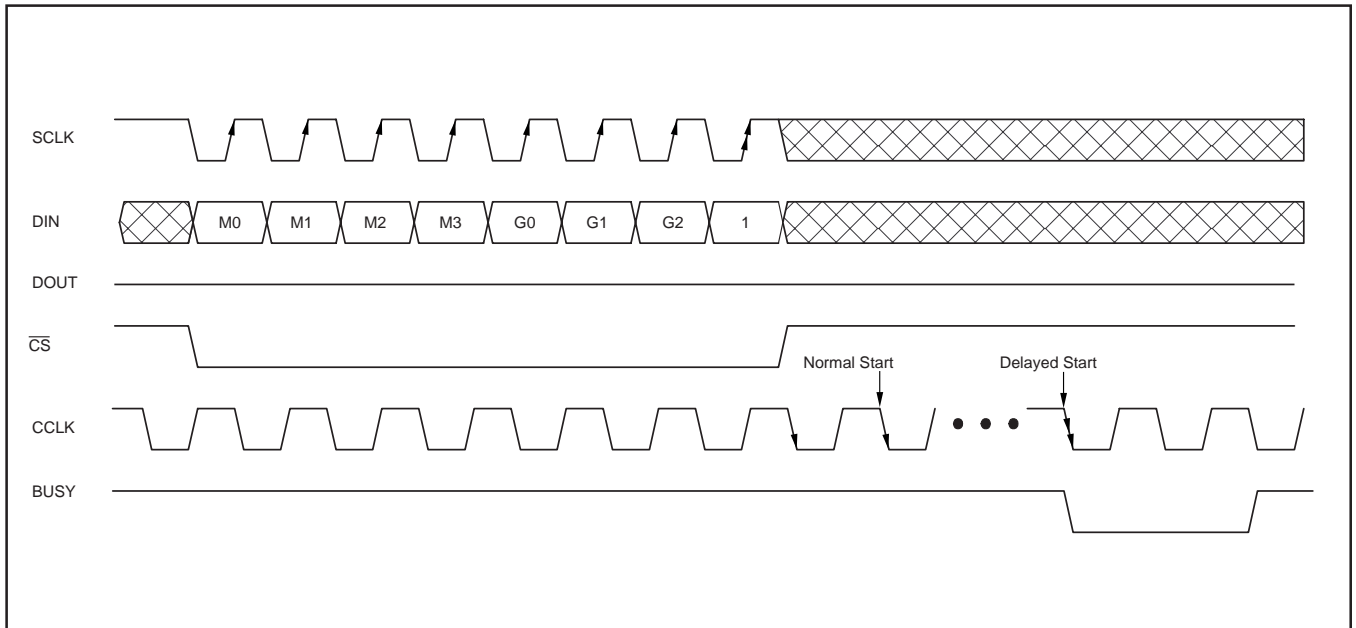 SCLK
DIN
M0 M1 M2 M3 G0 G1 G2 1
DOUT
CS
Normal Start
Delayed Start
CCLK
BUSY